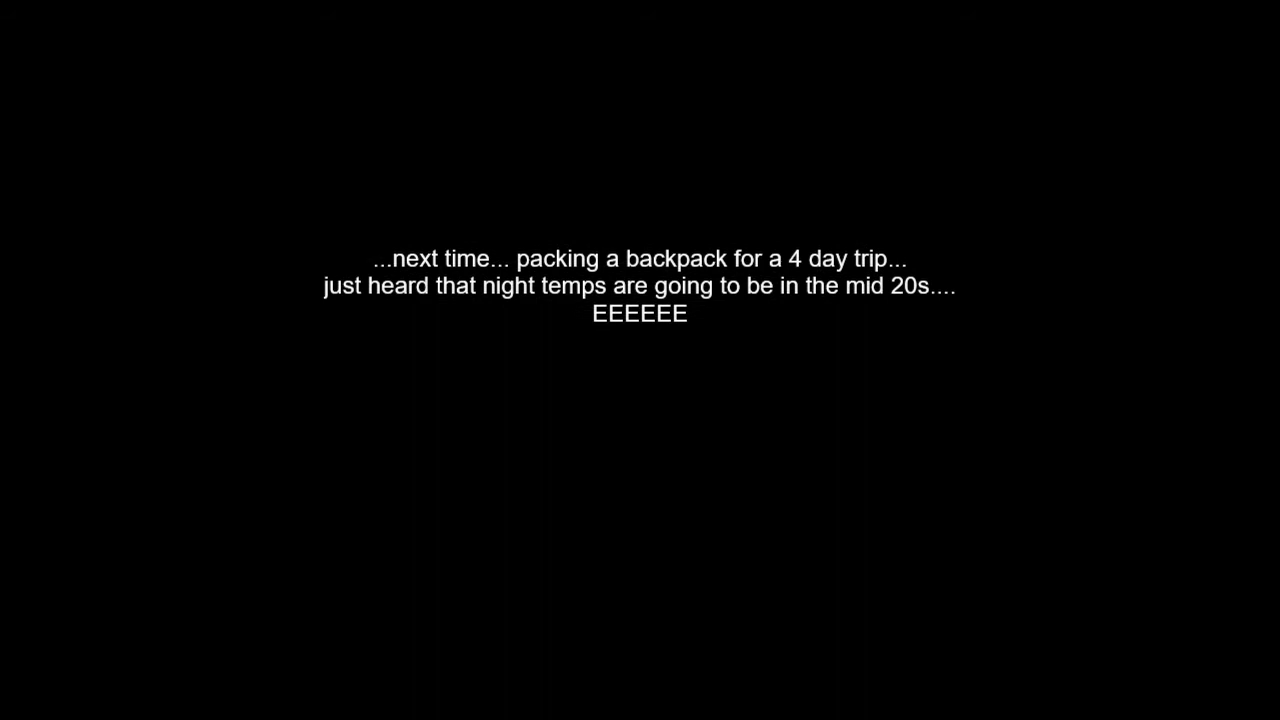 ...next time... packing a backpack for a 4 day trip...
just heard that night temps are going to be in the mid 20s....
EEEEEE